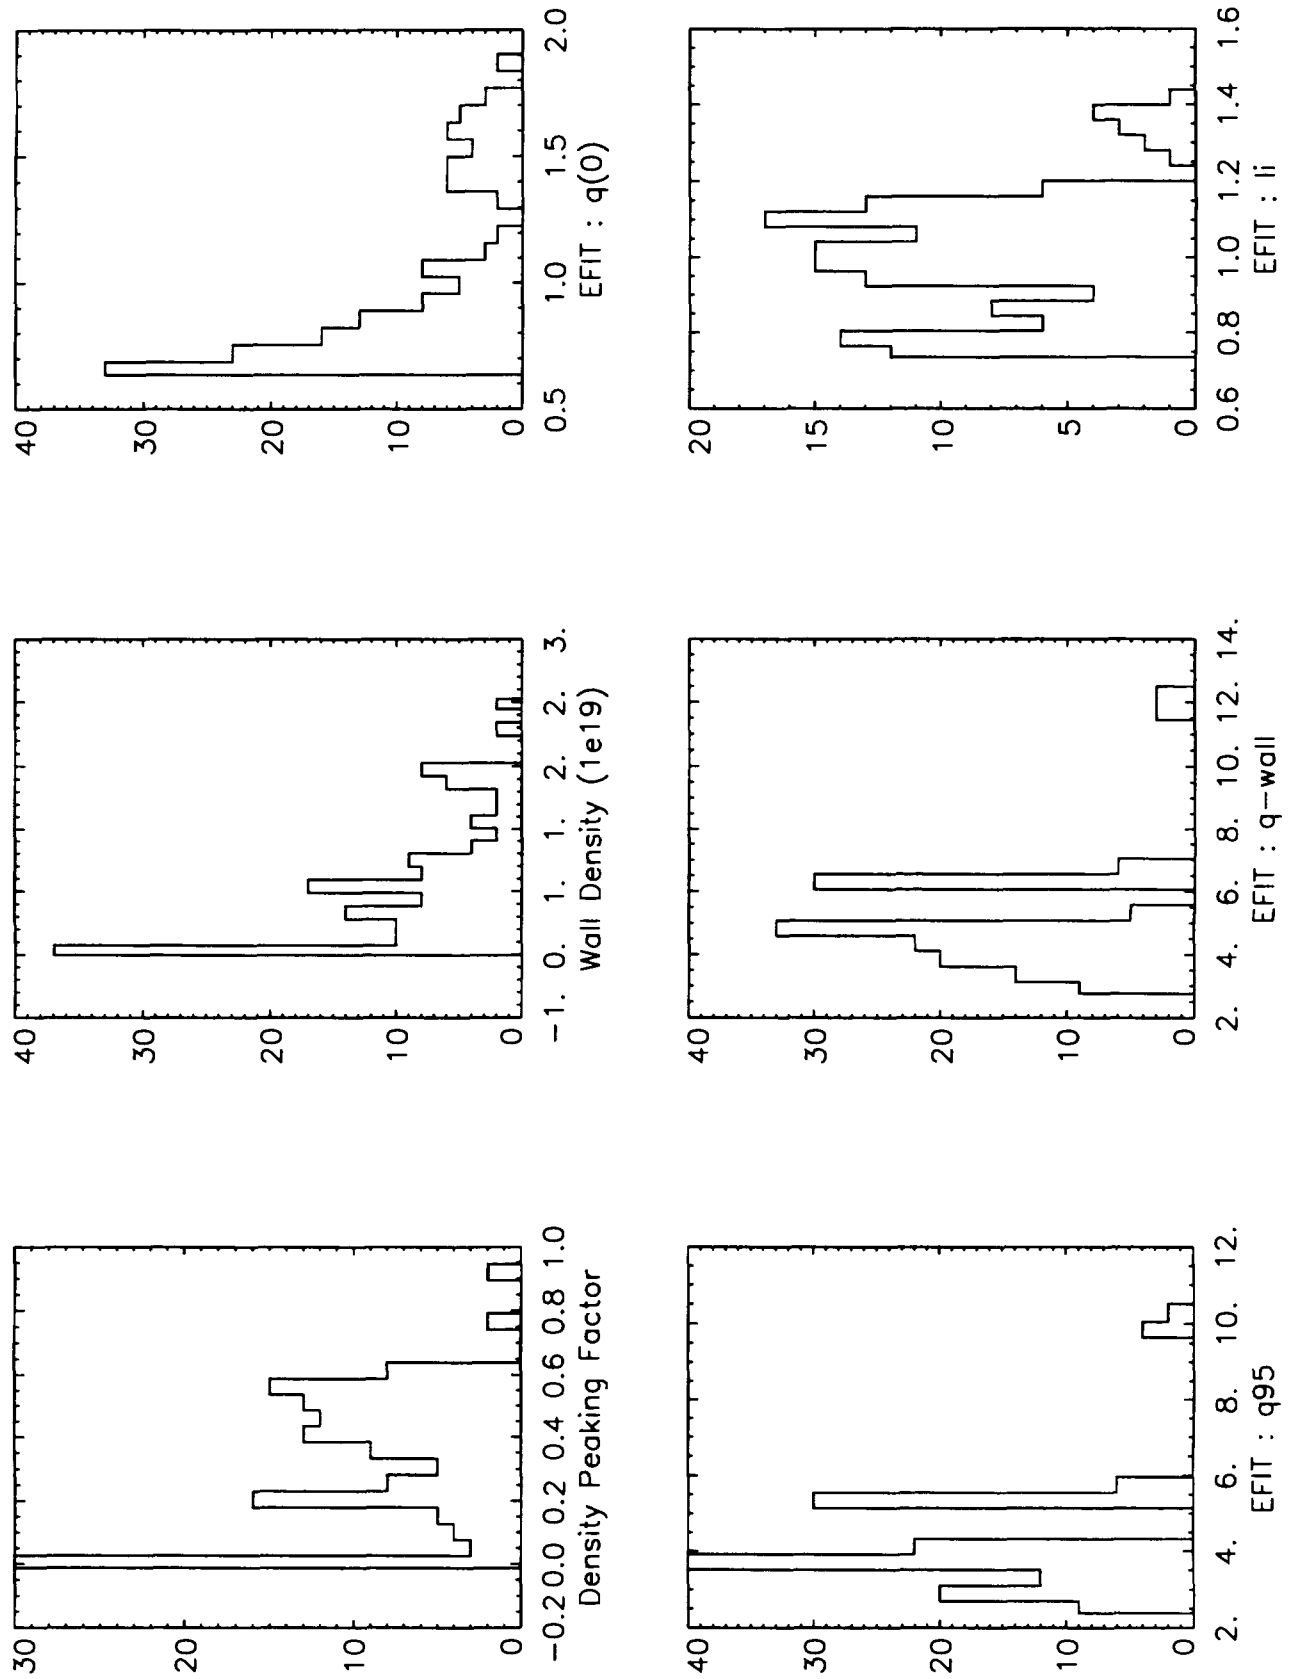 30
20
10
0
−0.2 0.0 0.2 0.4 0.6 0.8 1.0
Density Peaking Factor
40
30
20
10
0
−1. 0. 1. 1. 2. 2. 3.
Wall Density (1e19)
40
30
20
10
0
0.5 1.0 1.5 2.0
EFIT : q(0)
40
30
20
10
0
2. 4. 6. 8. 10. 12.
EFIT : q95
40
30
20
10
0
2. 4. 6. 8. 10. 12. 14.
EFIT : q−wall
20
15
10
5
0
0.6 0.8 1.0 1.2 1.4 1.6
EFIT : li